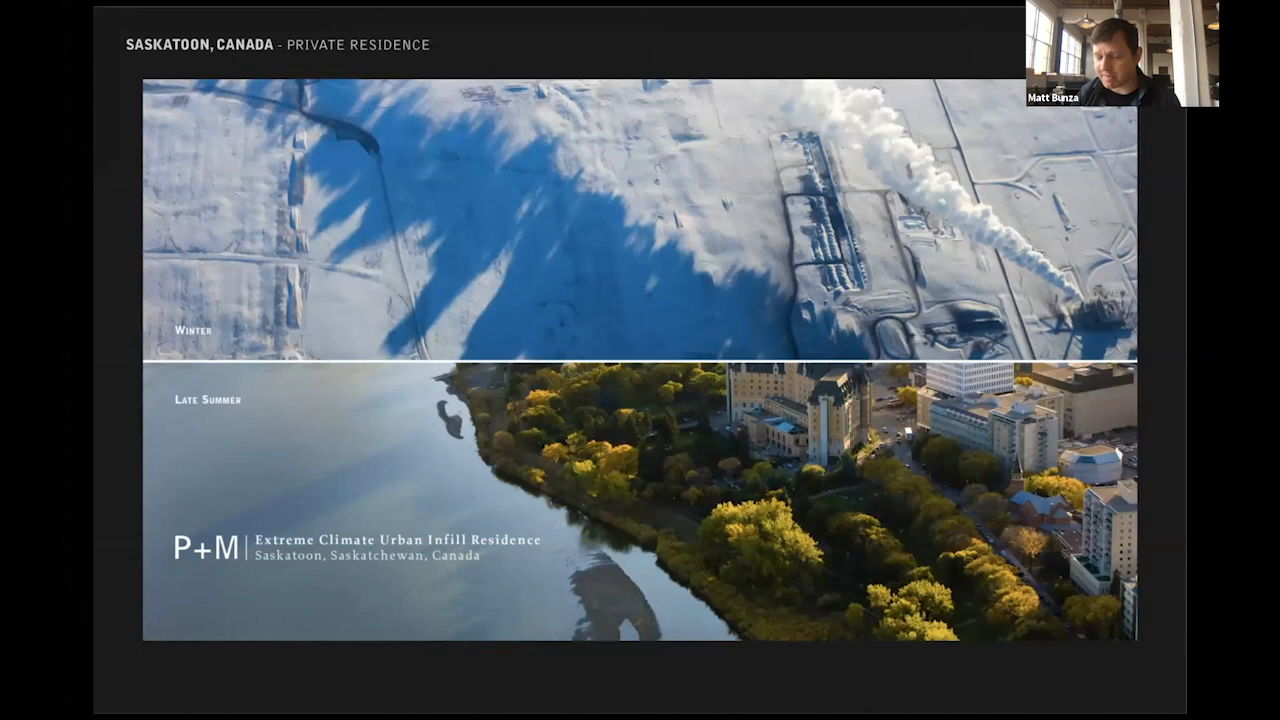 SASKATOON, CANADA - PRIVATE RESIDENCE
Matt Bunza
WINTER
LATE SUMMER
P+M | Extreme Climate Urban Infill Residence
Saskatoon, Saskatchewan, Canada